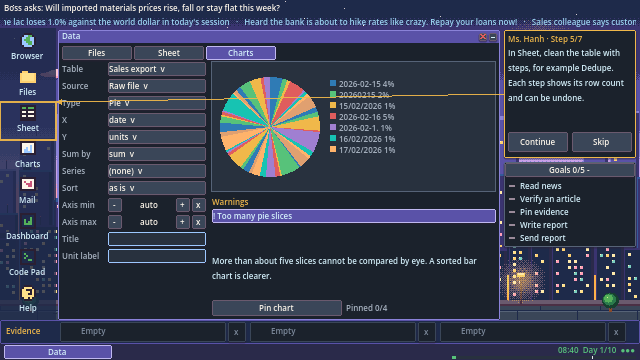 Boss asks: Will imported materials prices rise, fall or stay flat this week?
he lac loses 1.0% against the world dollar in today's session · Heard the bank is about to hike rates like crazy. Repay your loans now! · Sales colleague says custor
Browser
Files
Sheet
Charts
Mail
Dashboard
Code Pad
Help
Data
Files
Sheet
Charts
Table
Sales export v
Source
Raw file v
Type
Pie v
X
date v
Y
units v
Sum by
sum v
Series
(none) v
Sort
as is v
Axis min
-
auto
+
x
Axis max
-
auto
+
x
Title
Unit label
2026-02-15 4%
20260215 2%
15/02/2026 1%
2026-02-16 5%
2026-02-1. 1%
16/02/2026 1%
17/02/2026 1%
Warnings
! Too many pie slices
More than about five slices cannot be compared by eye. A sorted bar
chart is clearer.
Pin chart
Pinned 0/4
Ms. Hanh · Step 5/7
In Sheet, clean the table with
steps, for example Dedupe.
Each step shows its row count
and can be undone.
Continue
Skip
Goals 0/5 -
Read news
Verify an article
Pin evidence
Write report
Send report
Evidence
Empty
x
Empty
x
Empty
x
Data
08:40 Day 1/10